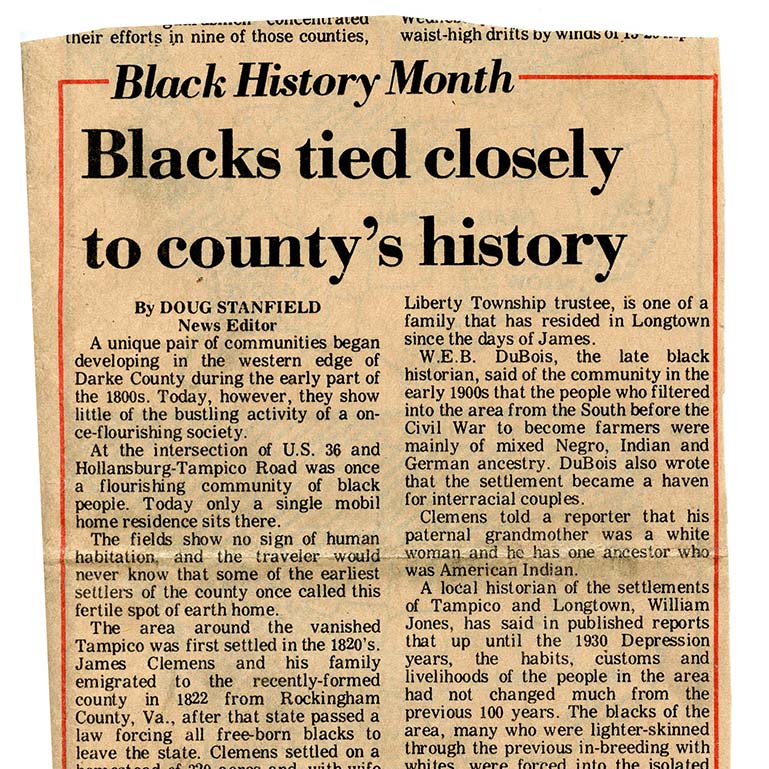 concentrated
their efforts in nine of those counties,
waist-high drifts by winds of
Black History Month
Blacks tied closely
to county's history
By DOUG STANFIELD
News Editor
A unique pair of communities began
developing in the western edge of
Darke County during the early part of
the 1800s. Today, however, they show
little of the bustling activity of a on-
ce-flourishing society.
At the intersection of U.S. 36 and
Hollansburg-Tampico Road was once
a flourishing community of black
people. Today only a single mobil
home residence sits there.
The fields show no sign of human
habitation, and the traveler would
never know that some of the earliest
settlers of the county once called this
fertile spot of earth home.
The area around the vanished
Tampico was first settled in the 1820's.
James Clemens and his family
emigrated to the recently-formed
county in 1822 from Rockingham
County, Va., after that state passed a
law forcing all free-born blacks to
leave the state. Clemens settled on a
homestead of 320 acres and, with wife
Liberty Township trustee, is one of a
family that has resided in Longtown
since the days of James.
W.E.B. DuBois, the late black
historian, said of the community in the
early 1900s that the people who filtered
into the area from the South before the
Civil War to become farmers were
mainly of mixed Negro, Indian and
German ancestry. DuBois also wrote
that the settlement became a haven
for interracial couples.
Clemens told a reporter that his
paternal grandmother was a white
woman and he has one ancestor who
was American Indian.
A local historian of the settlements
of Tampico and Longtown, William
Jones, has said in published reports
that up until the 1930 Depression
years, the habits, customs and
livelihoods of the people in the area
had not changed much from the
previous 100 years. The blacks of the
area, many who were lighter-skinned
through the previous in-breeding with
whites, were forced into the isolated